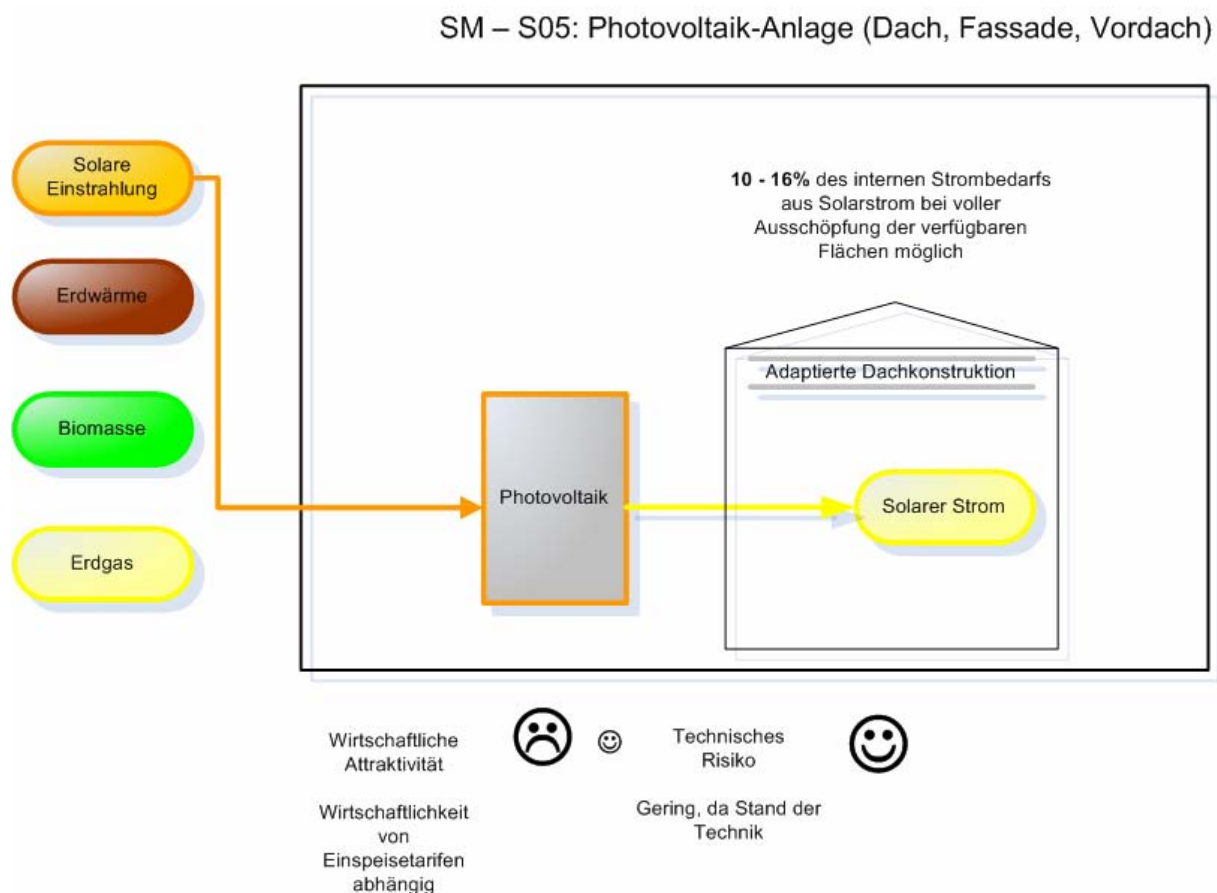 SM – S05: Photovoltaik-Anlage (Dach, Fassade, Vordach)
Solare
Einstrahlung
10 - 16% des internen Strombedarfs
aus Solarstrom bei voller
Ausschöpfung der verfügbaren
Flächen möglich
Erdwärme
Adaptierte Dachkonstruktion
Biomasse
Photovoltaik
Solarer Strom
Erdgas
Wirtschaftliche
Attraktivität
Technisches
Risiko
Wirtschaftlichkeit
von
Einspeisetarifen
abhängig
Gering, da Stand der
Technik